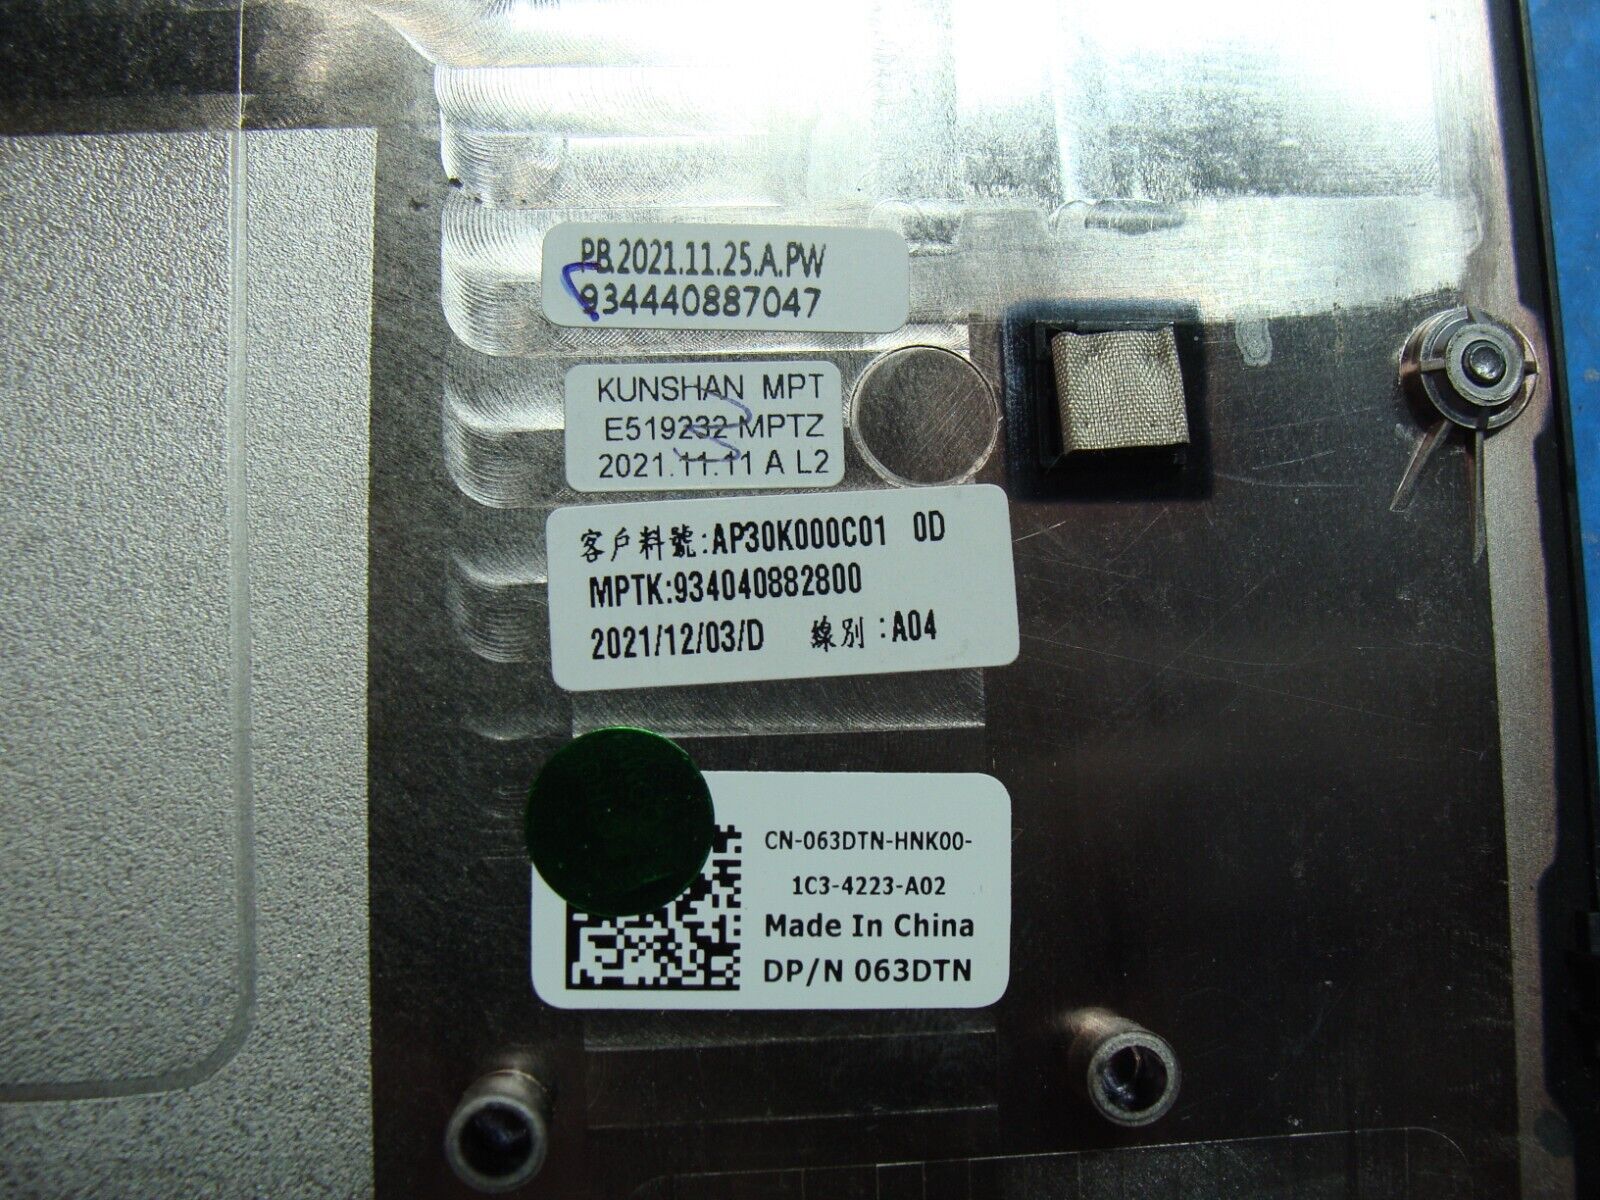 PB.2021.11.25.A.PW
934440887047
KUNSHAN MPT
E519232 MPTZ
2021.11.11 A L2
客戶料號:AP30K000C01 0D
MPTK:934040882800
2021/12/03/D 線別:A04
CN-063DTN-HNK00-
1C3-4223-A02
Made In China
DP/N 063DTN